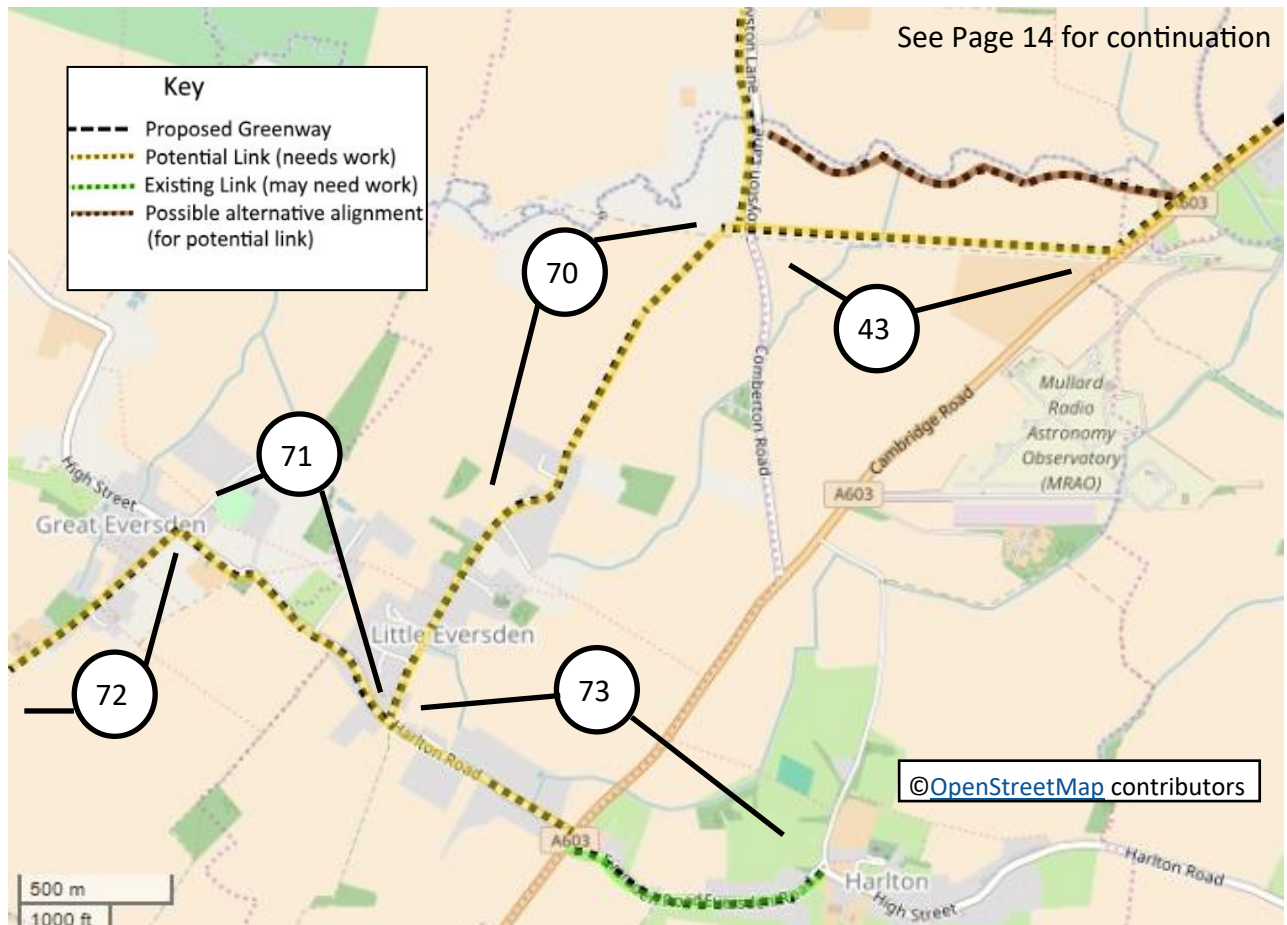 See Page 14 for continuation
Key
Proposed Greenway
Potential Link (needs work)
Existing Link (may need work)
Possible alternative alignment
(for potential link)
A603
70
43
Comberton Road
Mullard
Radio
Astronomy
Observatory
(MRAO)
Cambridge Road
A603
71
High Street
Great Eversden
Little Eversden
72
73
Harlton Road
©OpenStreetMap contributors
A603
Harlton Road
Harlton
High Street
500 m
1000 ft